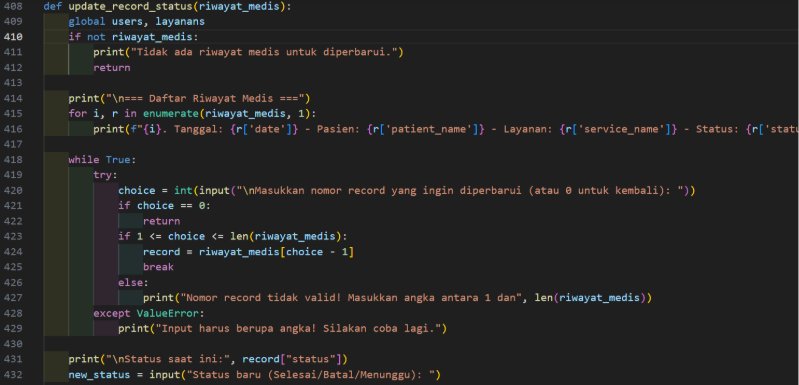 408 def update_record_status(riwayat_medis):
409     global users, layanans
410     if not riwayat_medis:
411         print("Tidak ada riwayat medis untuk diperbarui.")
412         return
413
414     print("\n=== Daftar Riwayat Medis ===")
415     for i, r in enumerate(riwayat_medis, 1):
416         print(f"{i}. Tanggal: {r['date']} - Pasien: {r['patient_name']} - Layanan: {r['service_name']} - Status: {r['statu
417
418     while True:
419         try:
420             choice = int(input("\nMasukkan nomor record yang ingin diperbarui (atau 0 untuk kembali): "))
421             if choice == 0:
422                 return
423             if 1 <= choice <= len(riwayat_medis):
424                 record = riwayat_medis[choice - 1]
425                 break
426             else:
427                 print("Nomor record tidak valid! Masukkan angka antara 1 dan", len(riwayat_medis))
428         except ValueError:
429             print("Input harus berupa angka! Silakan coba lagi.")
430
431     print("\nStatus saat ini:", record["status"])
432     new_status = input("Status baru (Selesai/Batal/Menunggu): ")